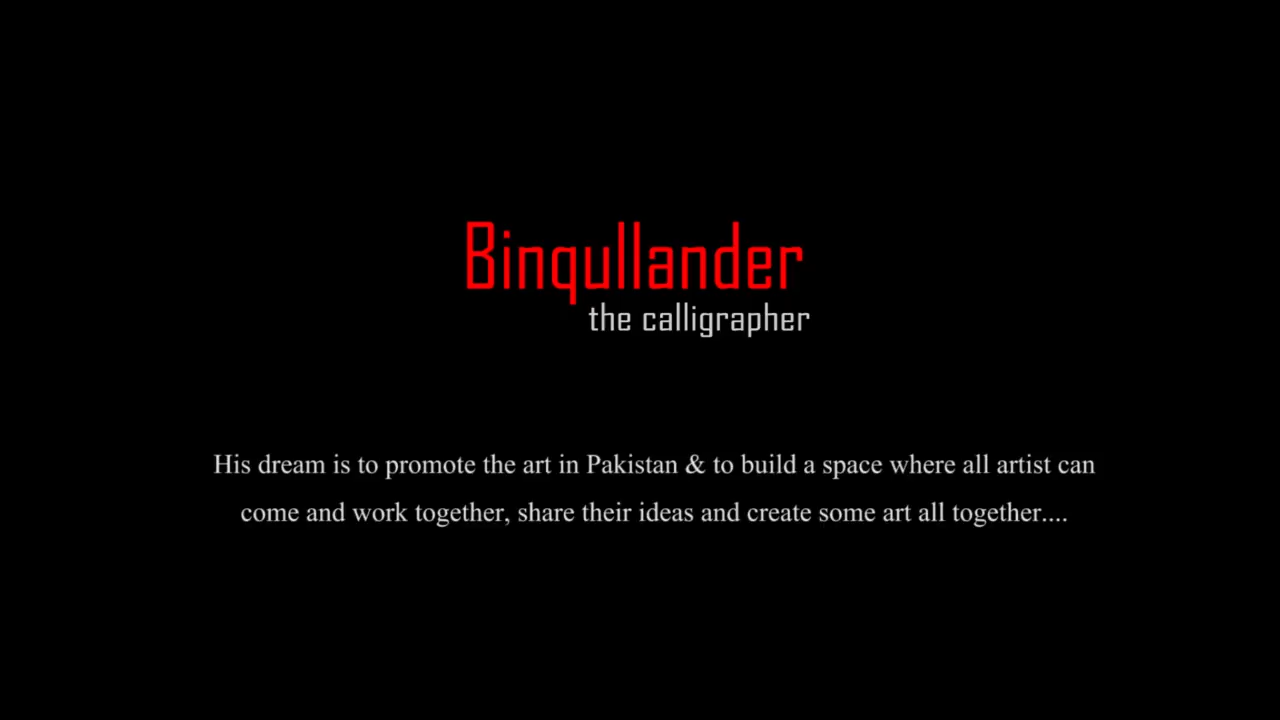 Binqullander
the calligrapher
His dream is to promote the art in Pakistan & to build a space where all artist can
come and work together, share their ideas and create some art all together....